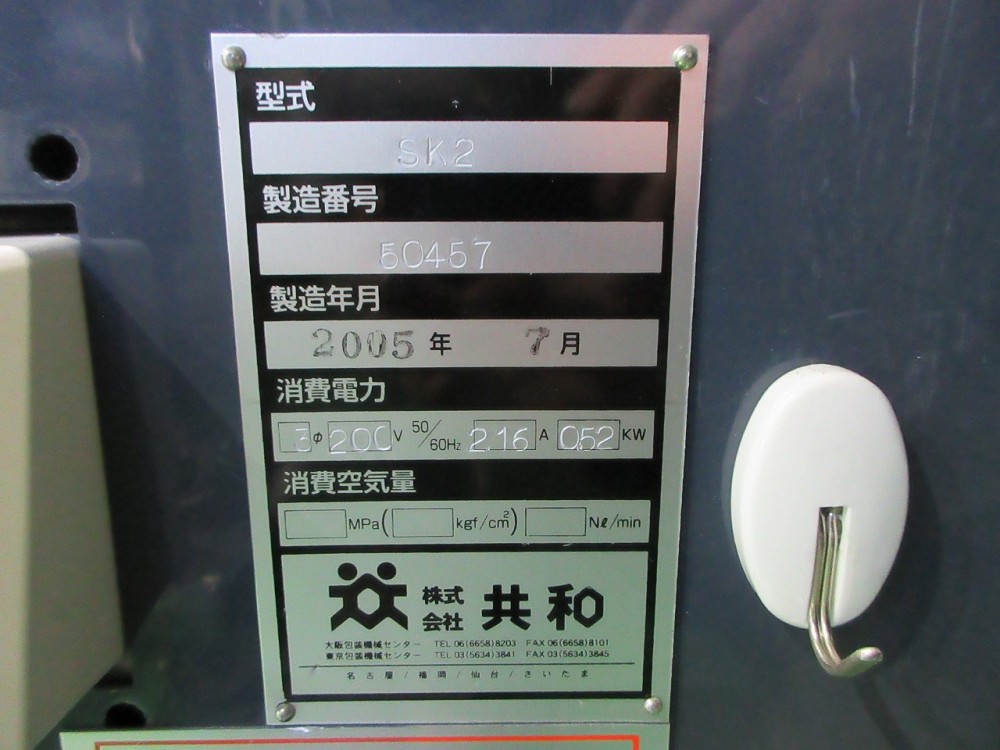 型式
SK2
製造番号
50457
製造年月
2005年 7月
消費電力
3φ 200V 50/60Hz 2.16A 0.52KW
消費空気量
MPa( kgf/cm²) Nℓ/min
株式会社 共和
大阪包装機械センター TEL 06(6658)8203 FAX 06(6658)8101
東京包装機械センター TEL 03(5634)3841 FAX 03(5634)3845
名古屋/福岡/仙台/さいたま